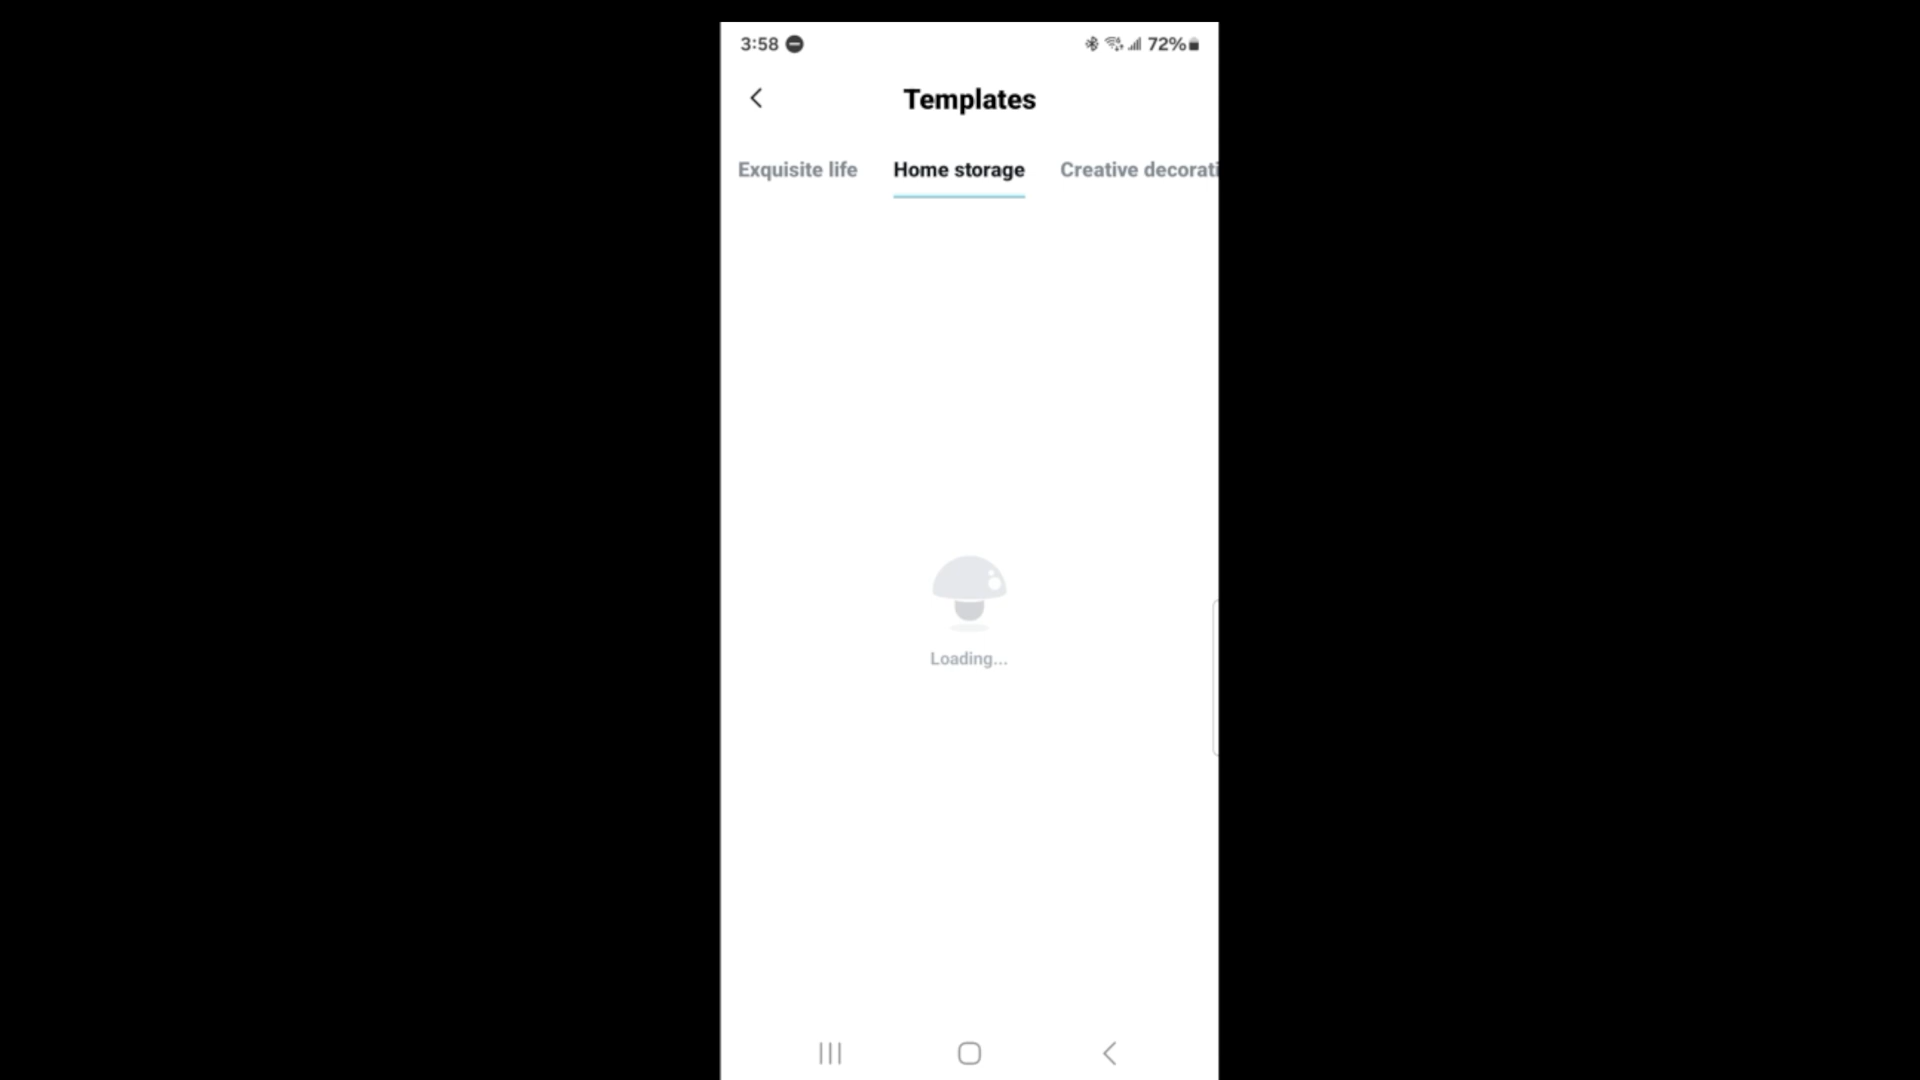 3:58 72%
Templates
Exquisite life Home storage Creative decorati
Loading...